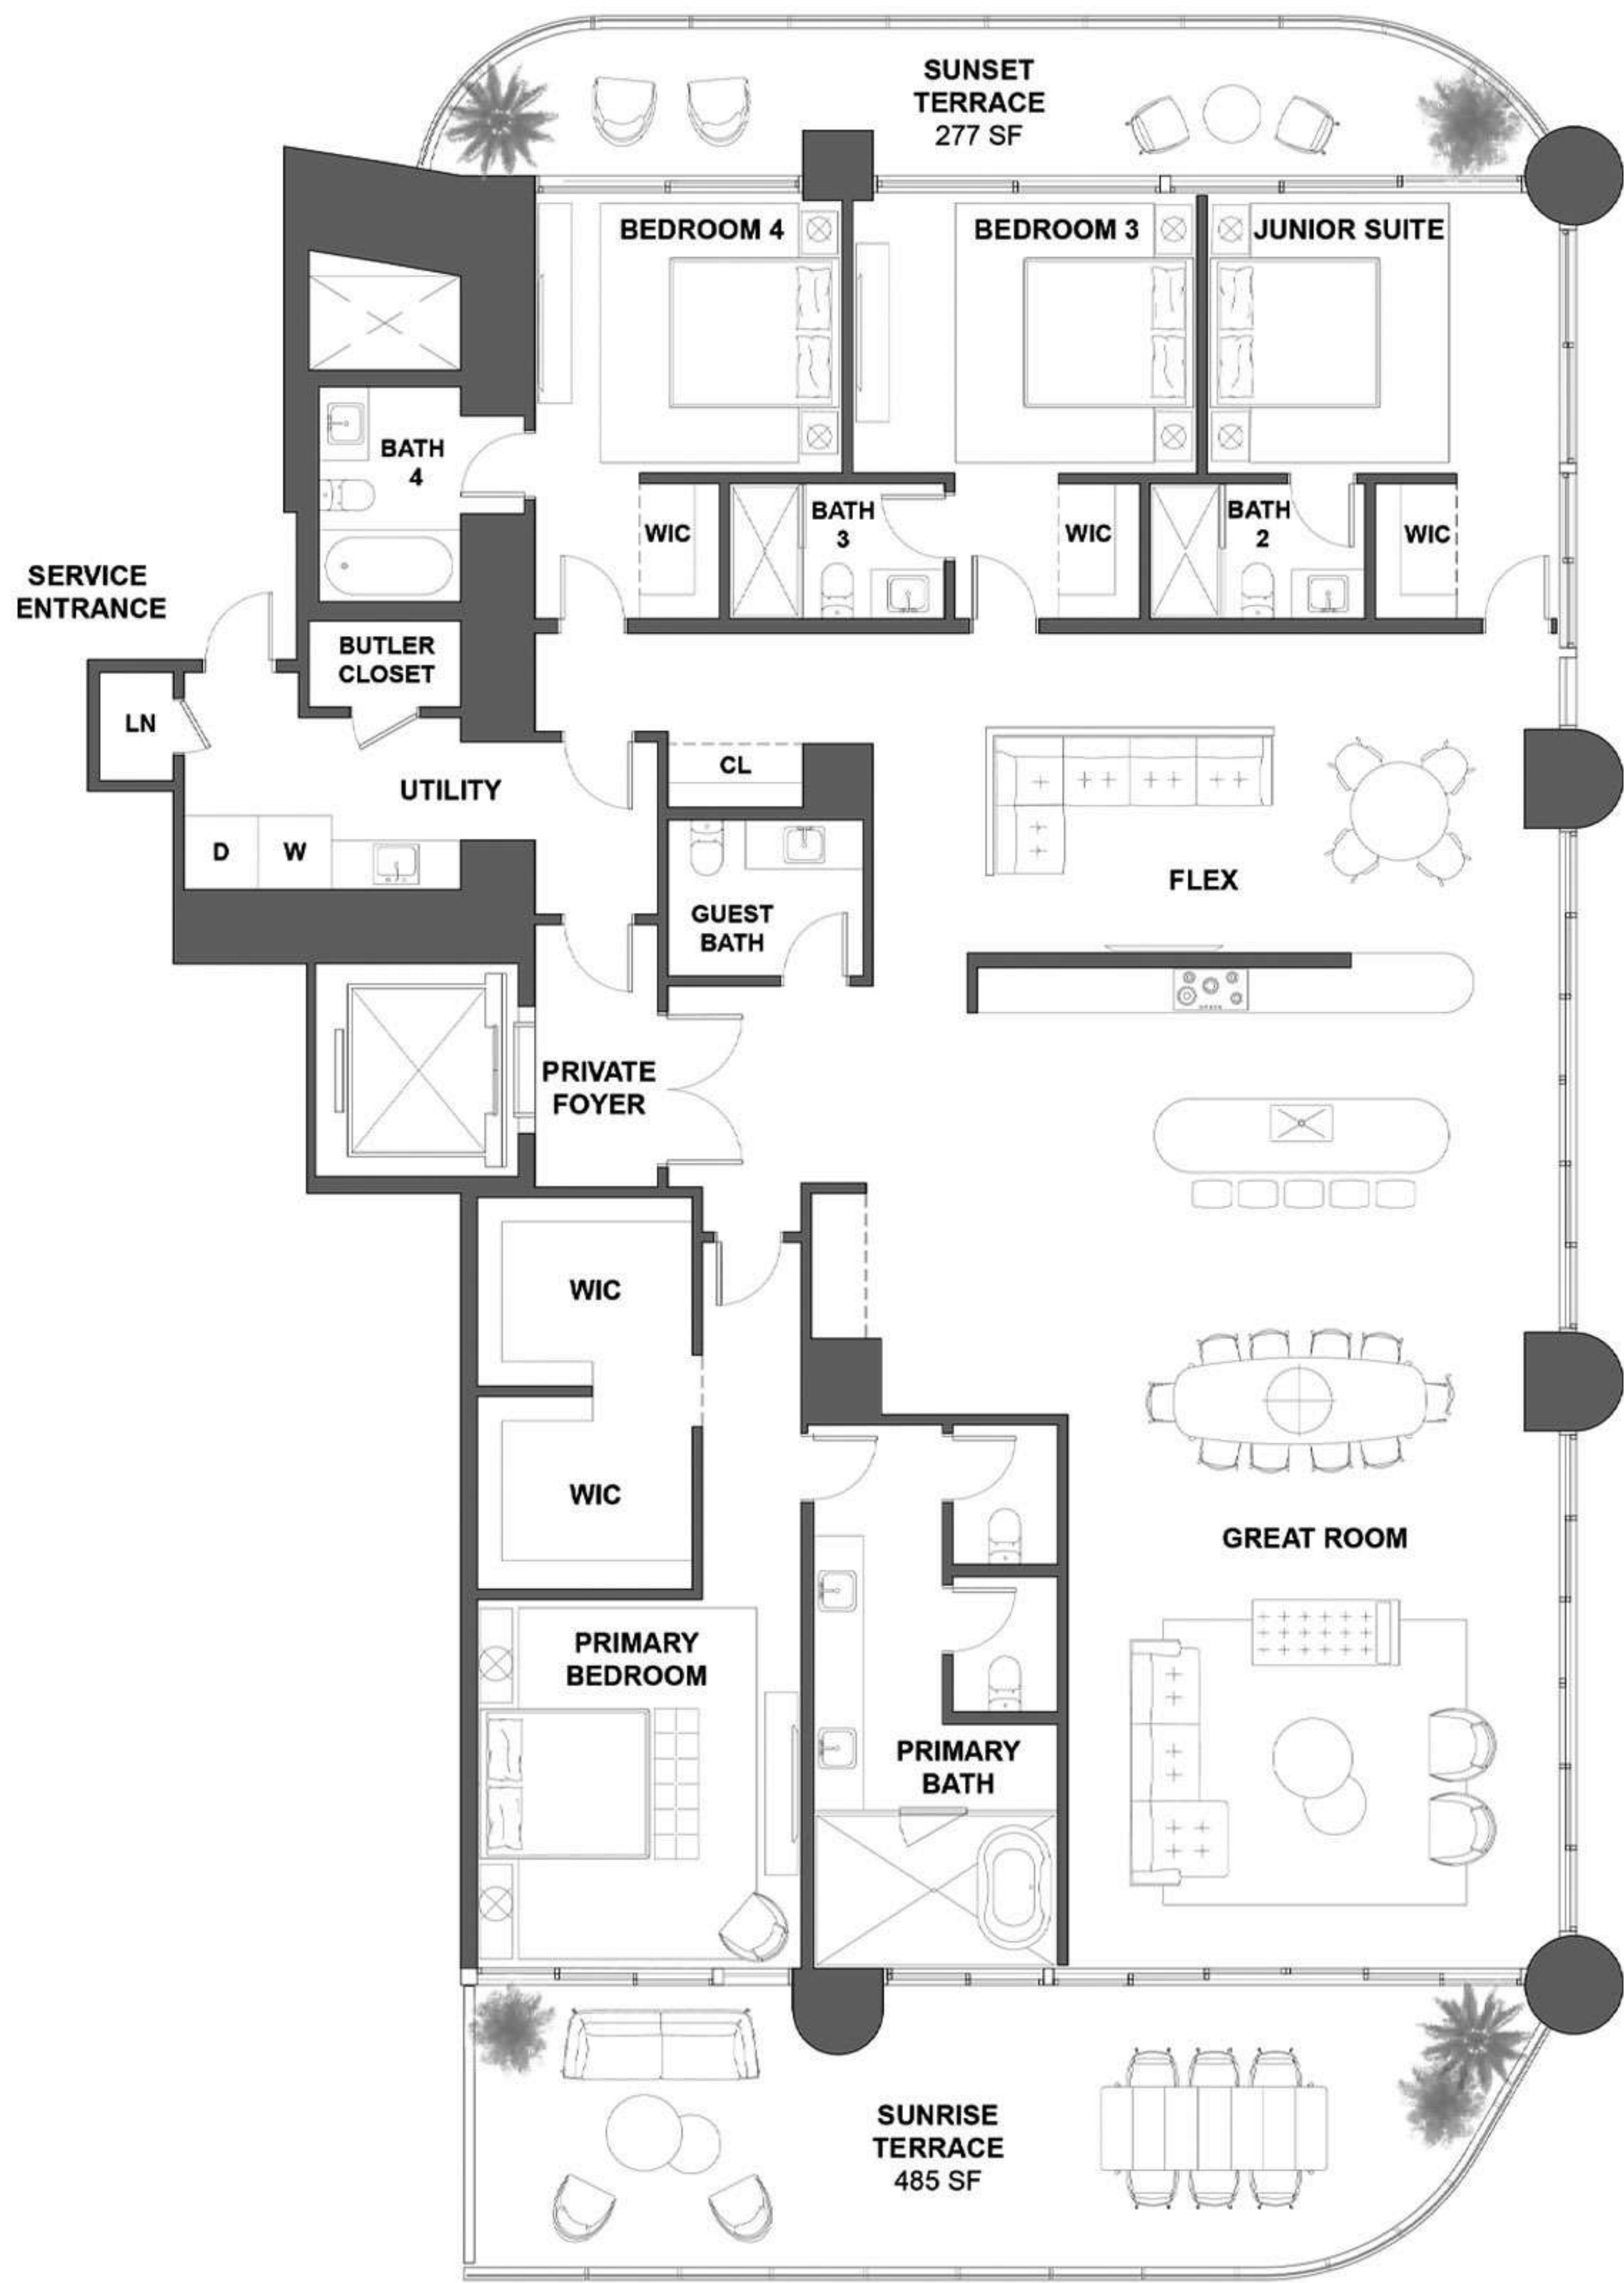 SUNSET
TERRACE
277 SF
BEDROOM 4
BEDROOM 3
JUNIOR SUITE
BATH
4
WIC
BATH
3
WIC
BATH
2
WIC
SERVICE
ENTRANCE
BUTLER
CLOSET
LN
CL
UTILITY
D
W
FLEX
GUEST
BATH
PRIVATE
FOYER
WIC
WIC
GREAT ROOM
PRIMARY
BEDROOM
PRIMARY
BATH
SUNRISE
TERRACE
485 SF